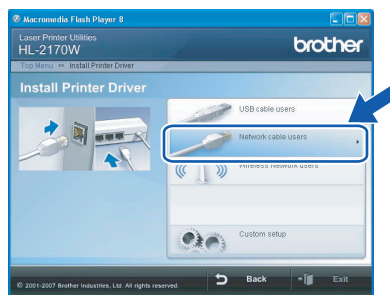 Macromedia Flash Player 8
Laser Printer Utilities
HL-2170W
brother
Top Menu >> Install Printer Driver
Install Printer Driver
USB cable users
Network cable users
Wireless Network users
Custom setup
© 2001-2007 Brother Industries, Ltd. All rights reserved.
Back
Exit